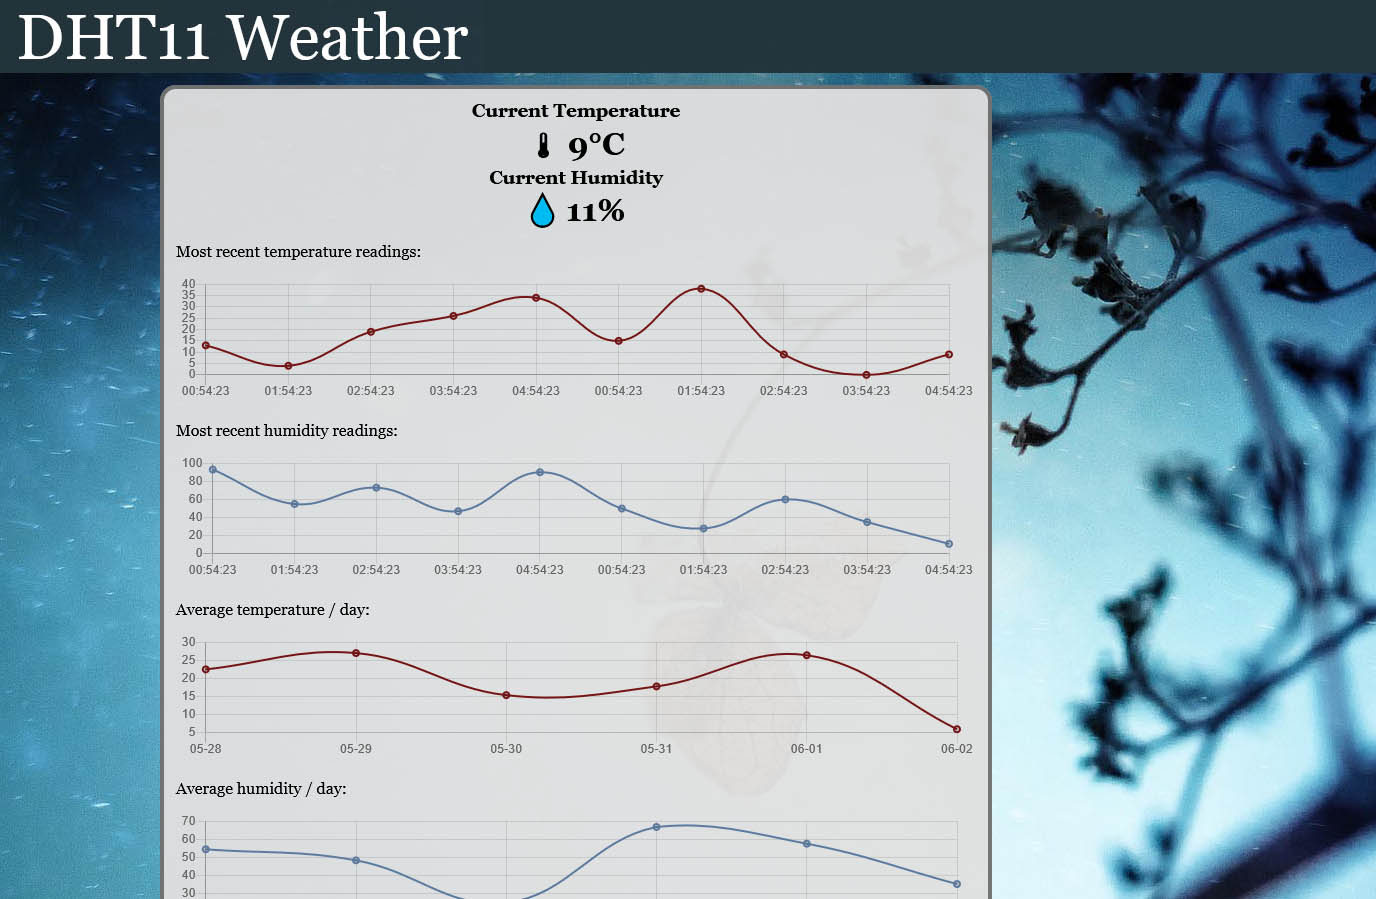 DHT11 Weather
Current Temperature
9°C
Current Humidity
11%
Most recent temperature readings:
40
35
30
25
20
15
10
5
0
00:54:23 01:54:23 02:54:23 03:54:23 04:54:23 00:54:23 01:54:23 02:54:23 03:54:23 04:54:23
Most recent humidity readings:
100
80
60
40
20
0
00:54:23 01:54:23 02:54:23 03:54:23 04:54:23 00:54:23 01:54:23 02:54:23 03:54:23 04:54:23
Average temperature / day:
30
25
20
15
10
5
05-28 05-29 05-30 05-31 06-01 06-02
Average humidity / day:
70
60
50
40
30